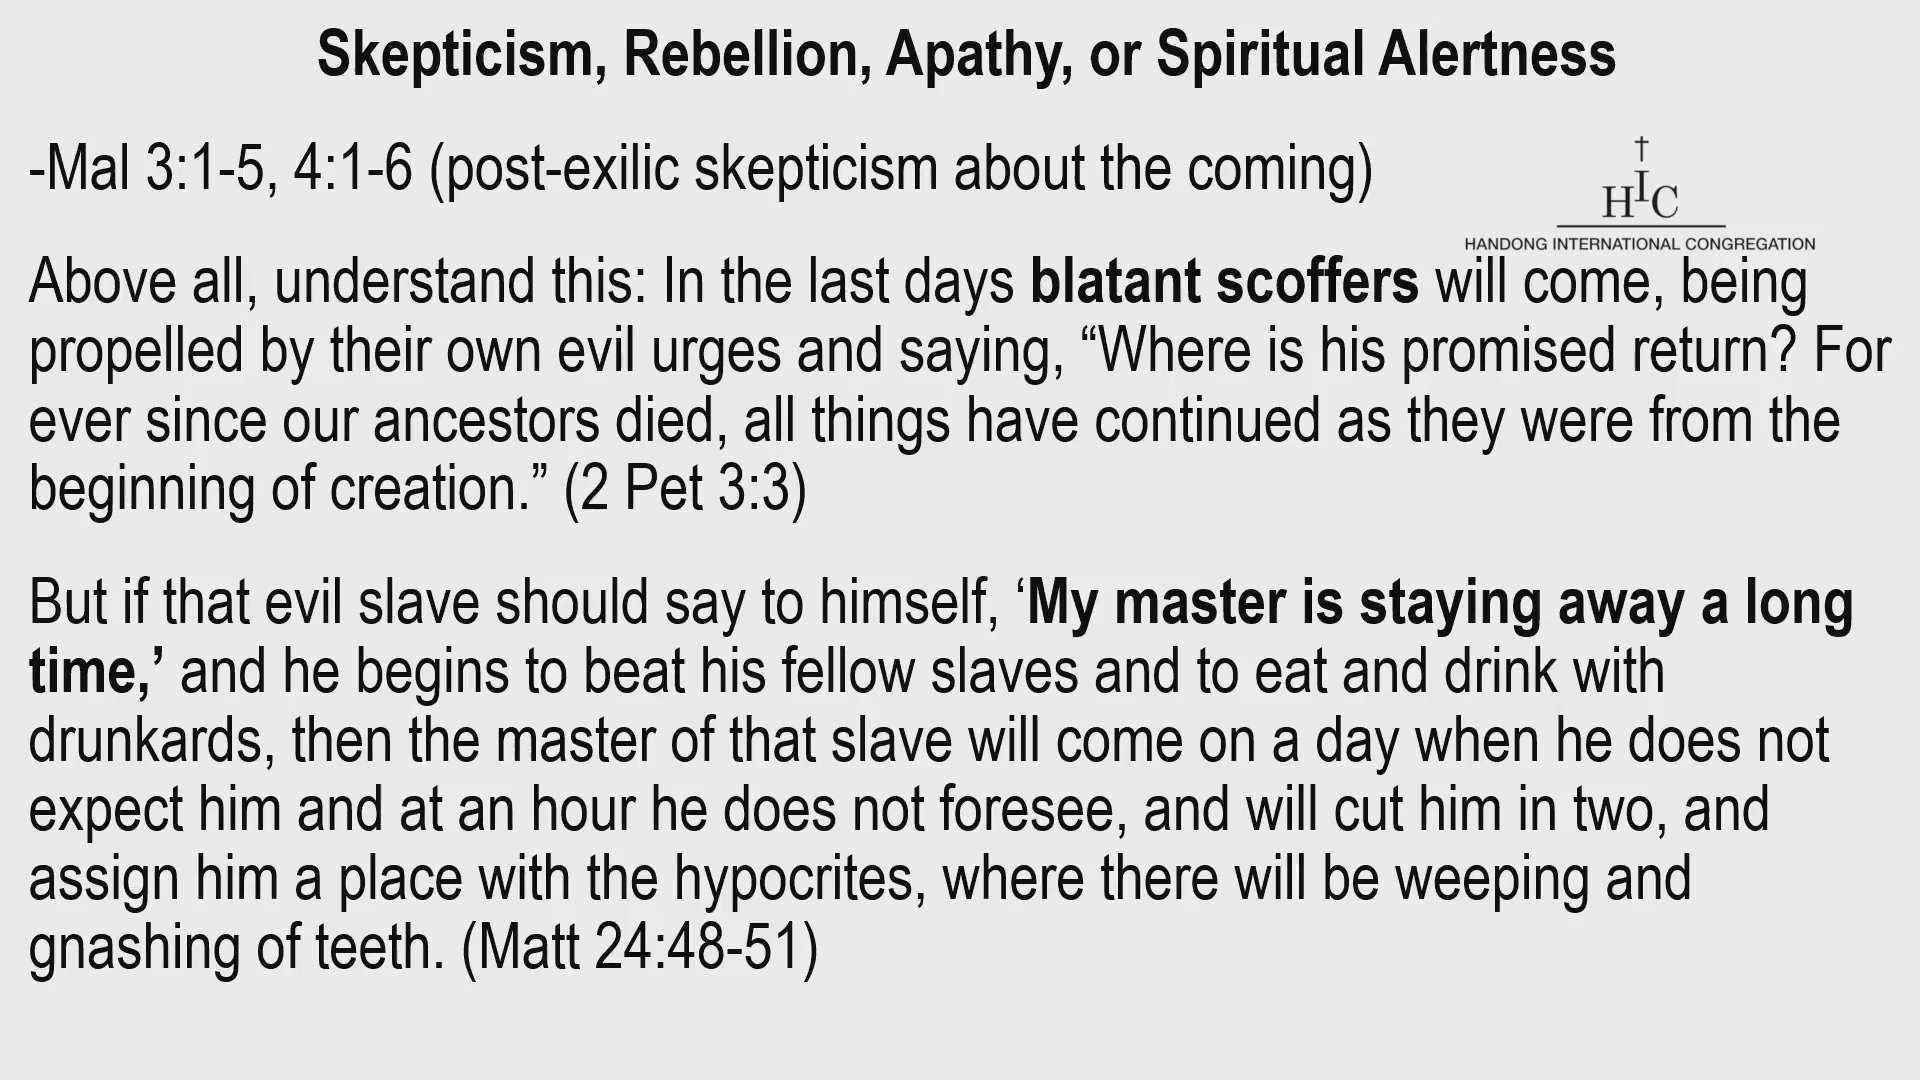 Skepticism, Rebellion, Apathy, or Spiritual Alertness
-Mal 3:1-5, 4:1-6 (post-exilic skepticism about the coming)
†
HIC
HANDONG INTERNATIONAL CONGREGATION
Above all, understand this: In the last days blatant scoffers will come, being
propelled by their own evil urges and saying, “Where is his promised return? For
ever since our ancestors died, all things have continued as they were from the
beginning of creation.” (2 Pet 3:3)
But if that evil slave should say to himself, ‘My master is staying away a long
time,’ and he begins to beat his fellow slaves and to eat and drink with
drunkards, then the master of that slave will come on a day when he does not
expect him and at an hour he does not foresee, and will cut him in two, and
assign him a place with the hypocrites, where there will be weeping and
gnashing of teeth. (Matt 24:48-51)